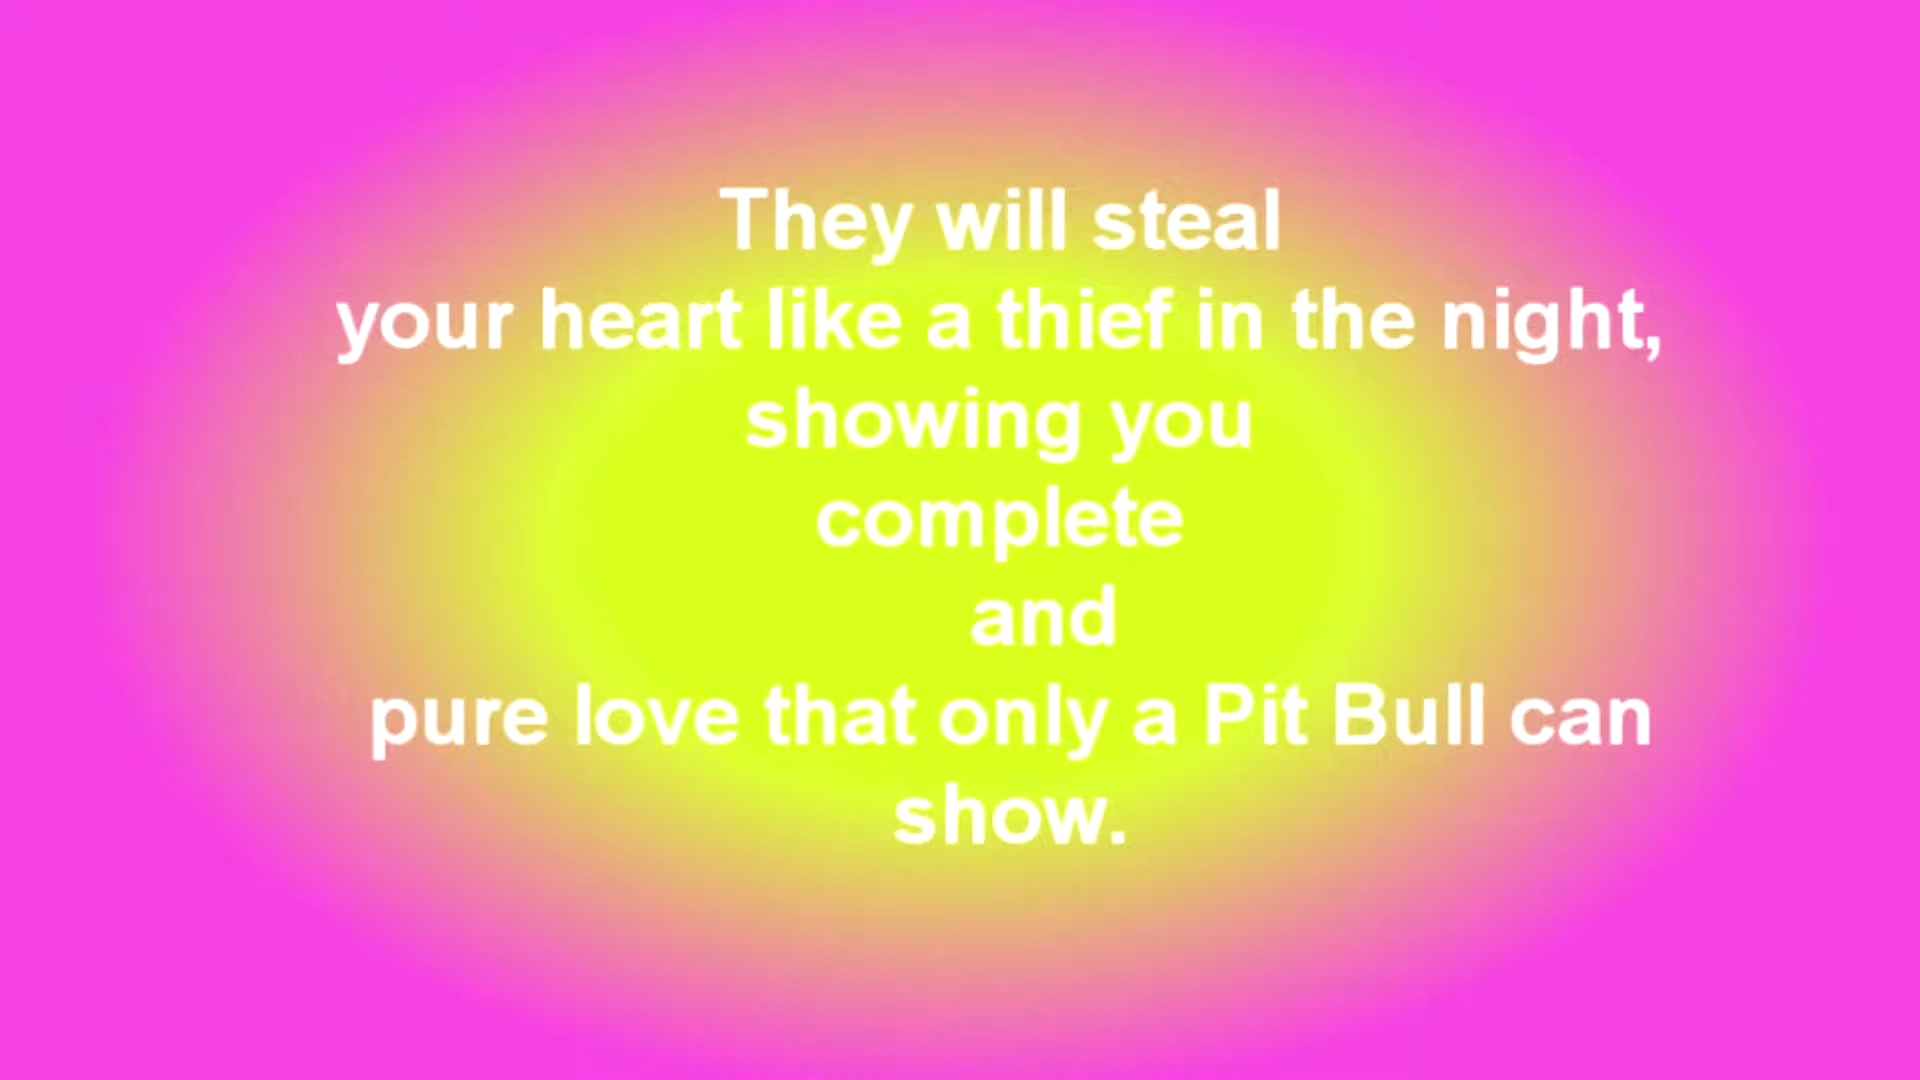 They will steal
your heart like a thief in the night,
showing you
complete
and
pure love that only a Pit Bull can
show.